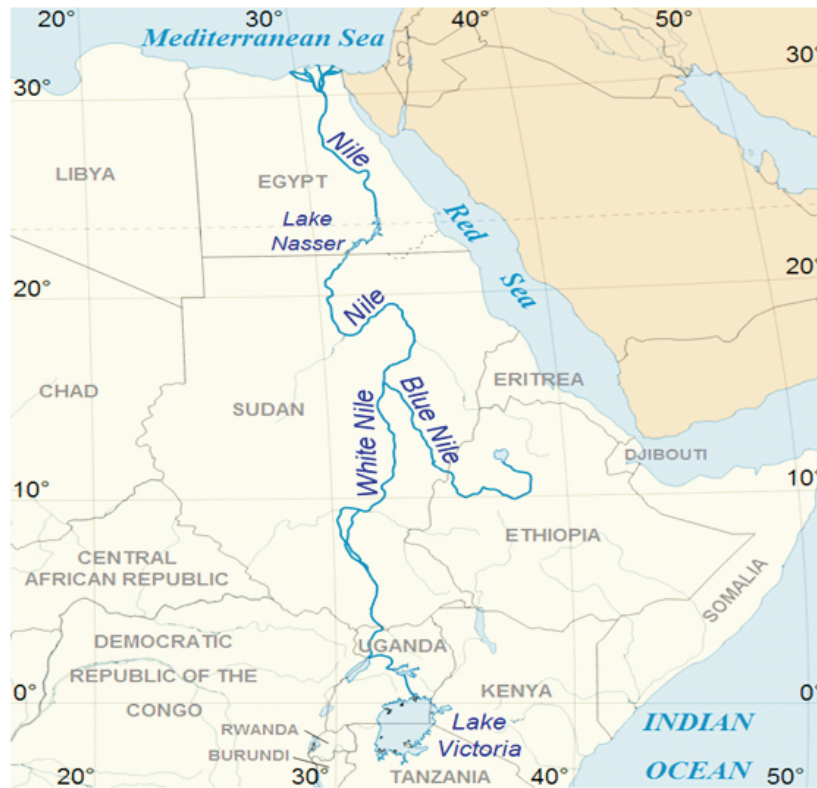 20°
30°
40°
50°
Mediterranean Sea
30°
30°
Nile
LIBYA
EGYPT
Lake
Nasser
Red
Sea
20°
20°
Nile
CHAD
SUDAN
ERITREA
White Nile
Blue Nile
DJIBOUTI
10°
10°
ETHIOPIA
CENTRAL
AFRICAN REPUBLIC
SOMALIA
DEMOCRATIC
REPUBLIC OF THE
CONGO
UGANDA
0°
KENYA
0°
RWANDA
BURUNDI
Lake
Victoria
INDIAN
OCEAN
20°
30°
TANZANIA
40°
50°